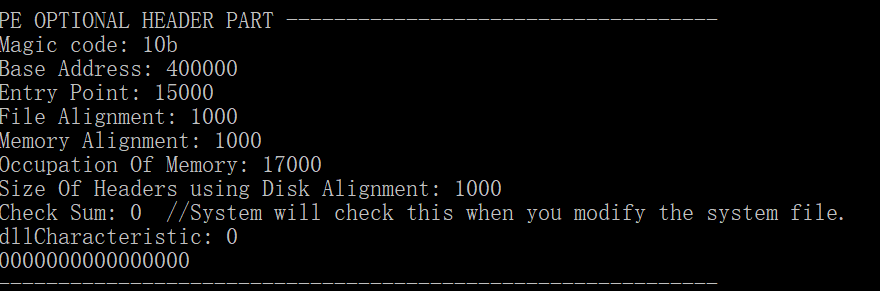 PE OPTIONAL HEADER PART ------------------------------------
Magic code: 10b
Base Address: 400000
Entry Point: 15000
File Alignment: 1000
Memory Alignment: 1000
Occupation Of Memory: 17000
Size Of Headers using Disk Alignment: 1000
Check Sum: 0  //System will check this when you modify the system file.
dllCharacteristic: 0
0000000000000000
------------------------------------------------------------